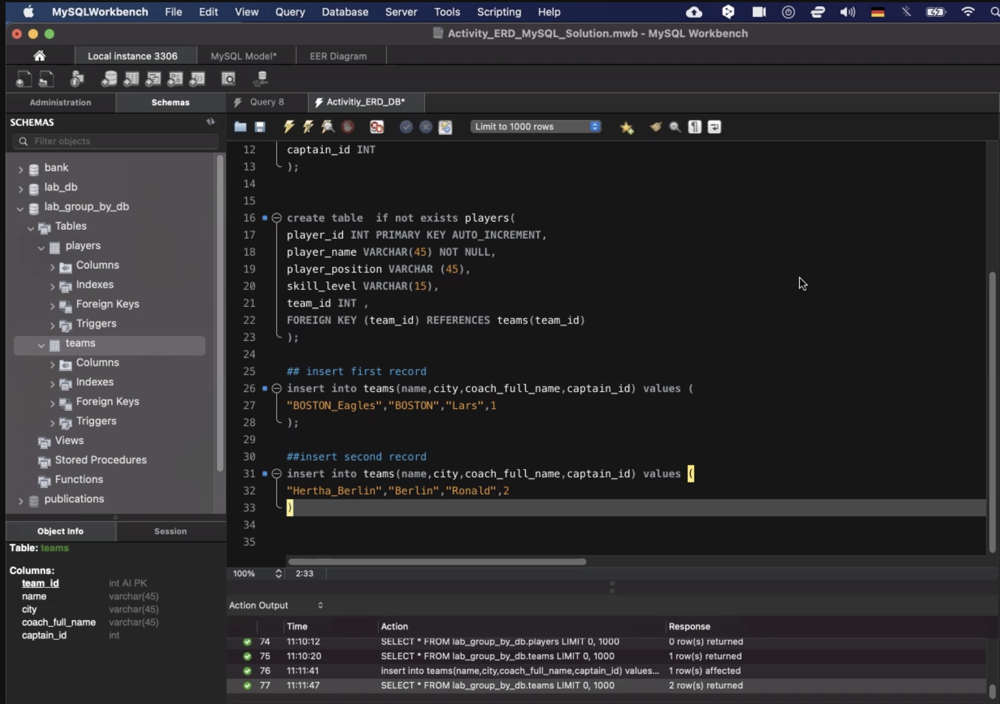 MySQLWorkbench File Edit View Query Database Server Tools Scripting Help
Activity_ERD_MySQL_Solution.mwb - MySQL Workbench
Local instance 3306 MySQL Model* EER Diagram
Administration Schemas Query 8 Activitiy_ERD_DB*
SCHEMAS
Limit to 1000 rows
Filter objects
bank
lab_db
lab_group_by_db
Tables
players
Columns
Indexes
Foreign Keys
Triggers
teams
Columns
Indexes
Foreign Keys
Triggers
Views
Stored Procedures
Functions
publications
12 captain_id INT
13 );
14
15
16 create table  if not exists players(
17 player_id INT PRIMARY KEY AUTO_INCREMENT,
18 player_name VARCHAR(45) NOT NULL,
19 player_position VARCHAR (45),
20 skill_level VARCHAR(15),
21 team_id INT ,
22 FOREIGN KEY (team_id) REFERENCES teams(team_id)
23 );
24
25 ## insert first record
26 insert into teams(name,city,coach_full_name,captain_id) values (
27 "BOSTON_Eagles","BOSTON","Lars",1
28 );
29
30 ##insert second record
31 insert into teams(name,city,coach_full_name,captain_id) values (
32 "Hertha_Berlin","Berlin","Ronald",2
33 )
34
35
Object Info Session
Table: teams
Columns:
team_id int AI PK
name varchar(45)
city varchar(45)
coach_full_name varchar(45)
captain_id int
100% 2:33
Action Output
Time Action Response
74 11:10:12 SELECT * FROM lab_group_by_db.players LIMIT 0, 1000 0 row(s) returned
75 11:10:20 SELECT * FROM lab_group_by_db.teams LIMIT 0, 1000 1 row(s) returned
76 11:11:41 insert into teams(name,city,coach_full_name,captain_id) values... 1 row(s) affected
77 11:11:47 SELECT * FROM lab_group_by_db.teams LIMIT 0, 1000 2 row(s) returned